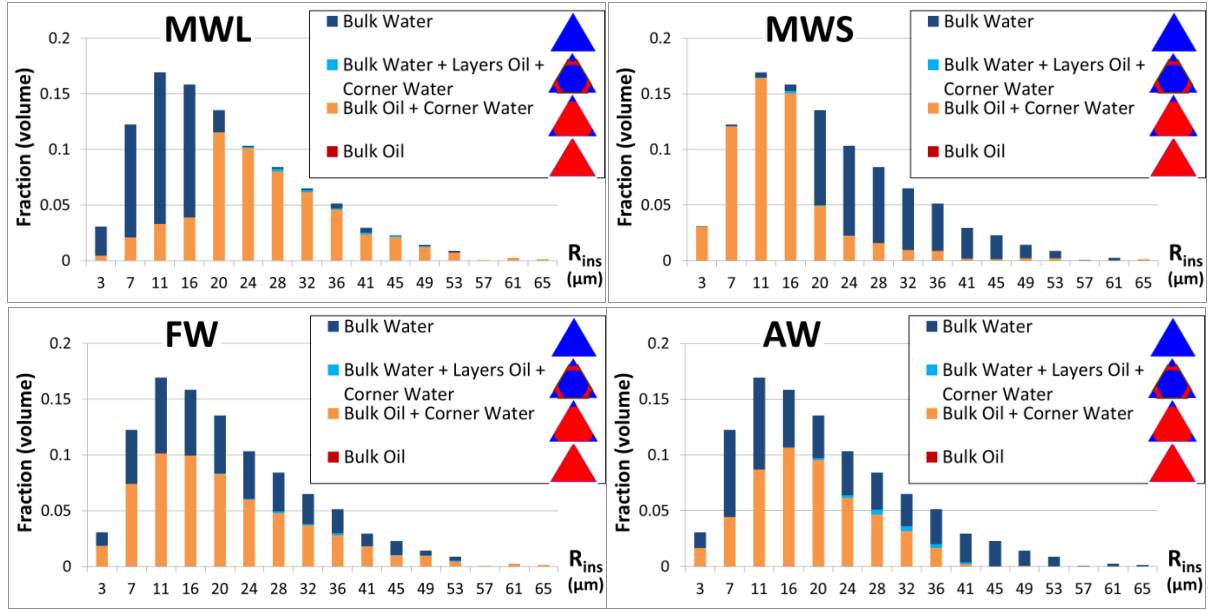 MWL
Bulk Water
Bulk Water + Layers Oil +
Corner Water
Bulk Oil + Corner Water
Bulk Oil
Fraction (volume)
0.2
0.15
0.1
0.05
0
3 7 11 16 20 24 28 32 36 41 45 49 53 57 61 65
Rins
(μm)
MWS
Bulk Water
Bulk Water + Layers Oil +
Corner Water
Bulk Oil + Corner Water
Bulk Oil
Fraction (volume)
0.2
0.15
0.1
0.05
0
3 7 11 16 20 24 28 32 36 41 45 49 53 57 61 65
Rins
(μm)
FW
Bulk Water
Bulk Water + Layers Oil +
Corner Water
Bulk Oil + Corner Water
Bulk Oil
Fraction (volume)
0.2
0.15
0.1
0.05
0
3 7 11 16 20 24 28 32 36 41 45 49 53 57 61 65
Rins
(μm)
AW
Bulk Water
Bulk Water + Layers Oil +
Corner Water
Bulk Oil + Corner Water
Bulk Oil
Fraction (volume)
0.2
0.15
0.1
0.05
0
3 7 11 16 20 24 28 32 36 41 45 49 53 57 61 65
Rins
(μm)